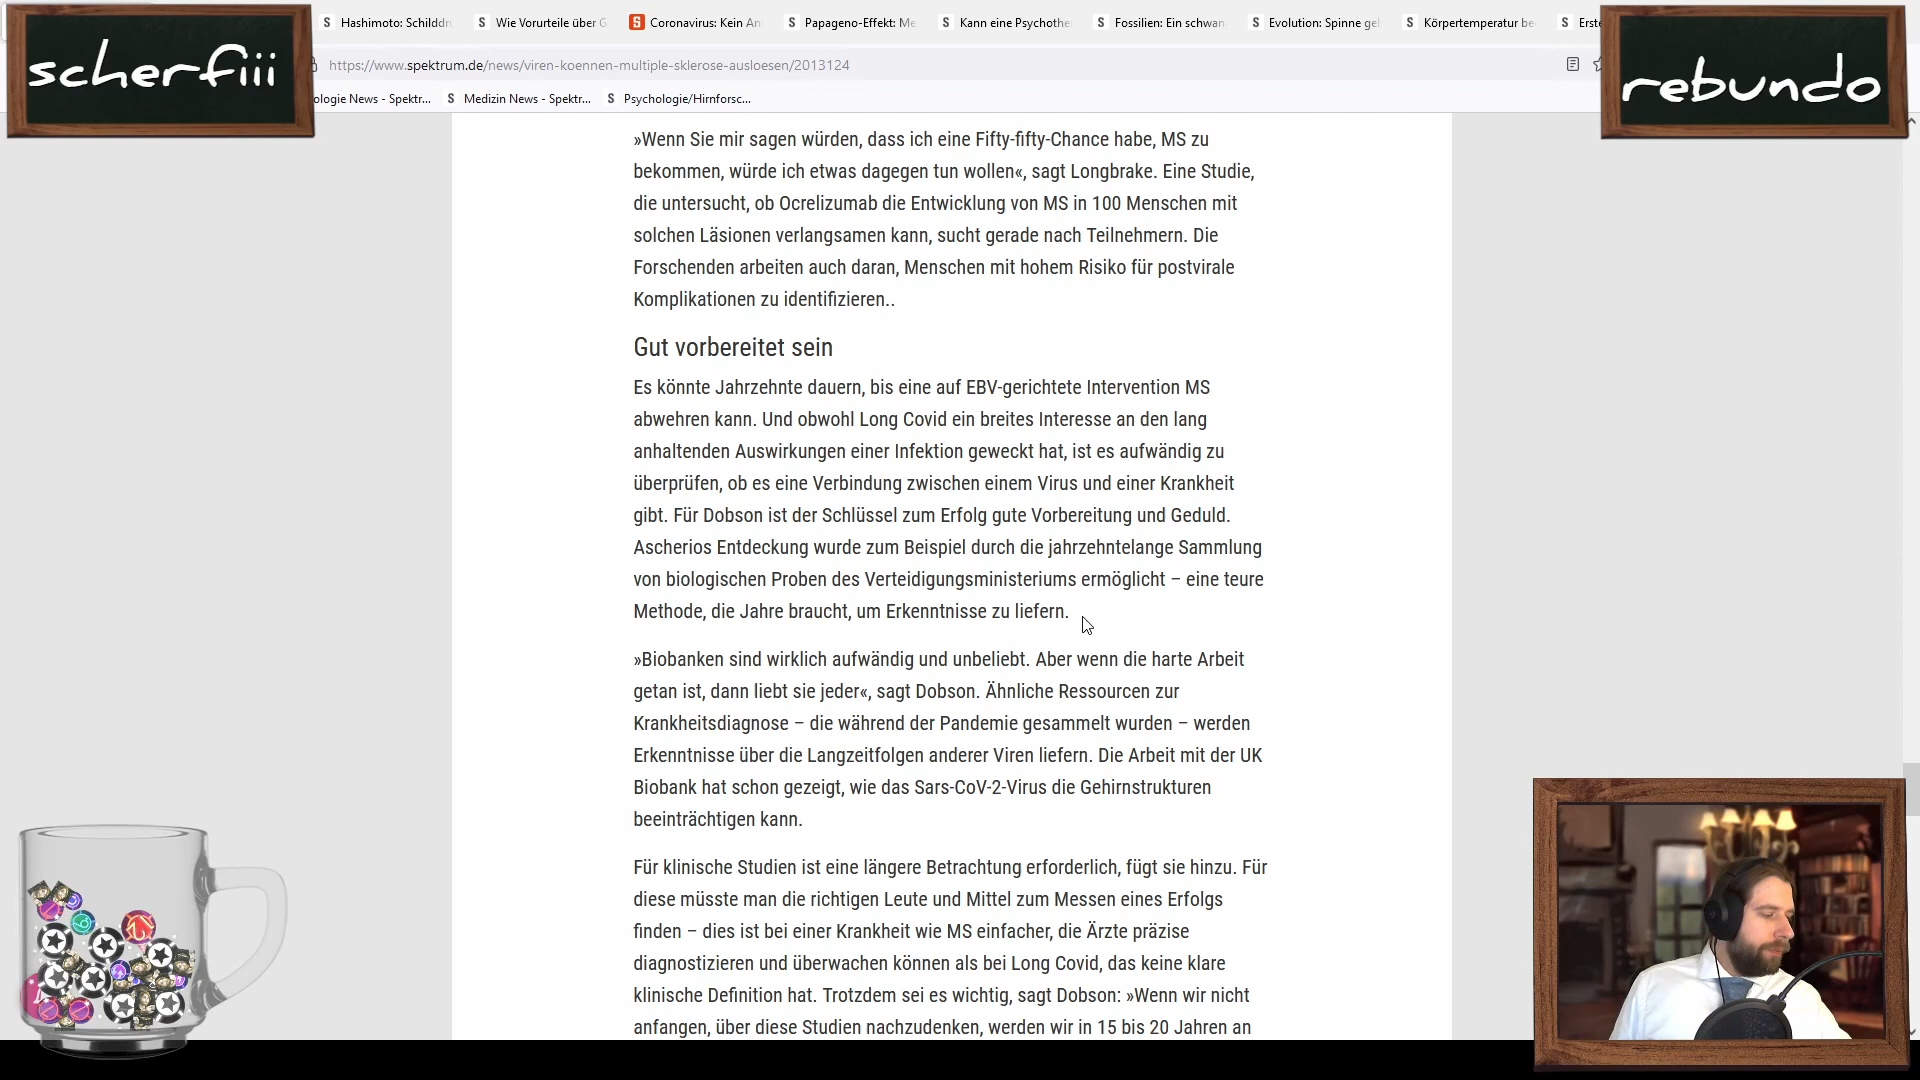 scherfiii
Hashimoto: Schilddr
Wie Vorurteile über G
Coronavirus: Kein An
Papageno-Effekt: Me
Kann eine Psychothe
Fossilien: Ein schwan
Evolution: Spinne gel
Körpertemperatur be
Erste
rebundo
https://www.spektrum.de/news/viren-koennen-multiple-sklerose-ausloesen/2013124
ologie News - Spektr...
Medizin News - Spektr...
Psychologie/Hirnforsc...
»Wenn Sie mir sagen würden, dass ich eine Fifty-fifty-Chance habe, MS zu
bekommen, würde ich etwas dagegen tun wollen«, sagt Longbrake. Eine Studie,
die untersucht, ob Ocrelizumab die Entwicklung von MS in 100 Menschen mit
solchen Läsionen verlangsamen kann, sucht gerade nach Teilnehmern. Die
Forschenden arbeiten auch daran, Menschen mit hohem Risiko für postvirale
Komplikationen zu identifizieren..
Gut vorbereitet sein
Es könnte Jahrzehnte dauern, bis eine auf EBV-gerichtete Intervention MS
abwehren kann. Und obwohl Long Covid ein breites Interesse an den lang
anhaltenden Auswirkungen einer Infektion geweckt hat, ist es aufwändig zu
überprüfen, ob es eine Verbindung zwischen einem Virus und einer Krankheit
gibt. Für Dobson ist der Schlüssel zum Erfolg gute Vorbereitung und Geduld.
Ascherios Entdeckung wurde zum Beispiel durch die jahrzehntelange Sammlung
von biologischen Proben des Verteidigungsministeriums ermöglicht – eine teure
Methode, die Jahre braucht, um Erkenntnisse zu liefern.
»Biobanken sind wirklich aufwändig und unbeliebt. Aber wenn die harte Arbeit
getan ist, dann liebt sie jeder«, sagt Dobson. Ähnliche Ressourcen zur
Krankheitsdiagnose – die während der Pandemie gesammelt wurden – werden
Erkenntnisse über die Langzeitfolgen anderer Viren liefern. Die Arbeit mit der UK
Biobank hat schon gezeigt, wie das Sars-CoV-2-Virus die Gehirnstrukturen
beeinträchtigen kann.
Für klinische Studien ist eine längere Betrachtung erforderlich, fügt sie hinzu. Für
diese müsste man die richtigen Leute und Mittel zum Messen eines Erfolgs
finden – dies ist bei einer Krankheit wie MS einfacher, die Ärzte präzise
diagnostizieren und überwachen können als bei Long Covid, das keine klare
klinische Definition hat. Trotzdem sei es wichtig, sagt Dobson: »Wenn wir nicht
anfangen, über diese Studien nachzudenken, werden wir in 15 bis 20 Jahren an